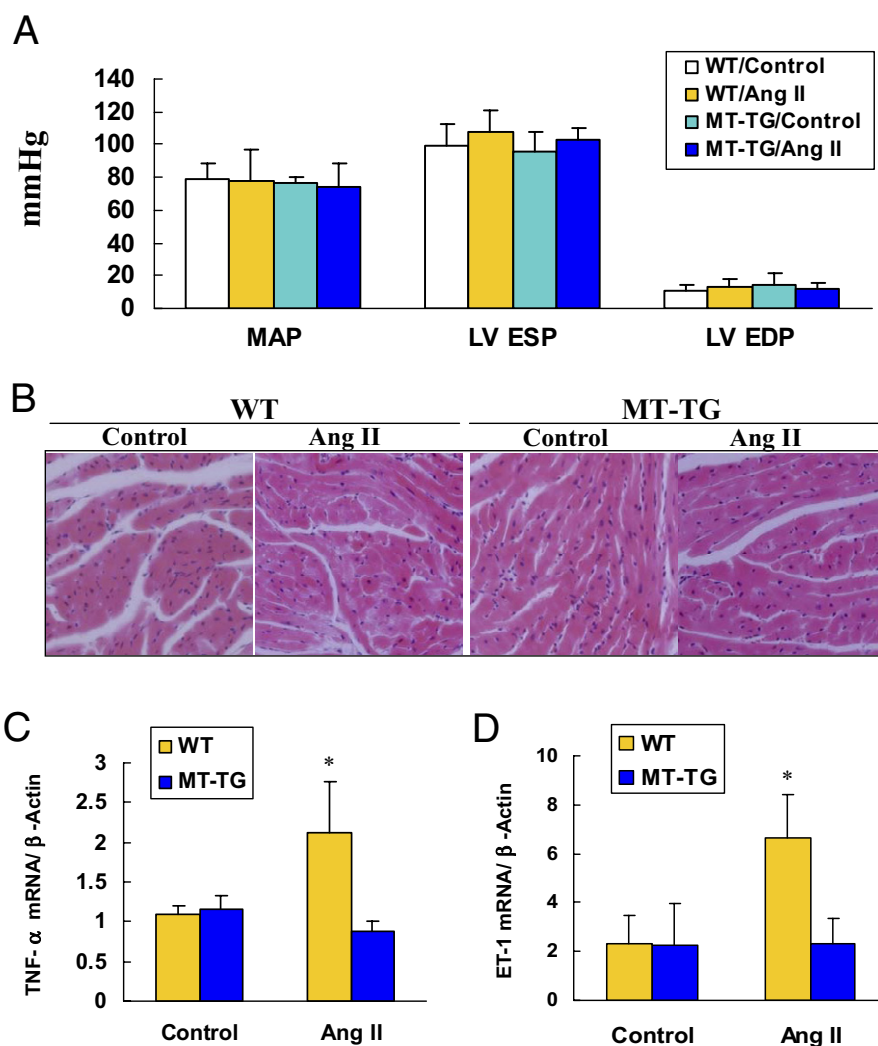 A
mmHg
140
120
100
80
60
40
20
0
WT/Control
WT/Ang II
MT-TG/Control
MT-TG/Ang II
MAP LV ESP LV EDP
B
WT MT-TG
Control Ang II Control Ang II
C
TNF- α mRNA/ β -Actin
3
2.5
2
1.5
1
0.5
0
WT
MT-TG
*
Control Ang II
D
ET-1 mRNA/ β -Actin
10
8
6
4
2
0
WT
MT-TG
*
Control Ang II